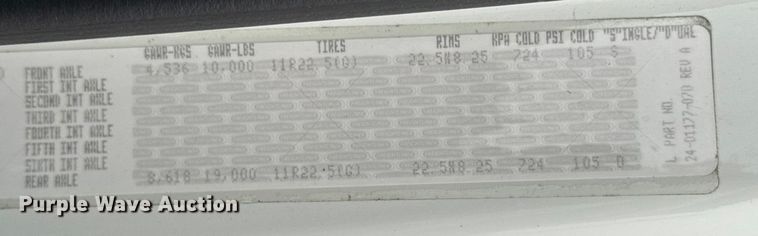 GAWR-KGS GAWR-LBS TIRES RIMS KPA COLD PSI COLD "S"INGLE/"D"UAL
FRONT AXLE 4,536 10,000 11R22.5(G) 22.5X8.25 724 105 S
FIRST INT AXLE
SECOND INT AXLE
THIRD INT AXLE
FOURTH INT AXLE
FIFTH INT AXLE
SIXTH INT AXLE
REAR AXLE 8,618 19,000 11R22.5(G) 22.5X8.25 724 105 D
L PART NO.
24-01177-070 REV A
Purple Wave Auction